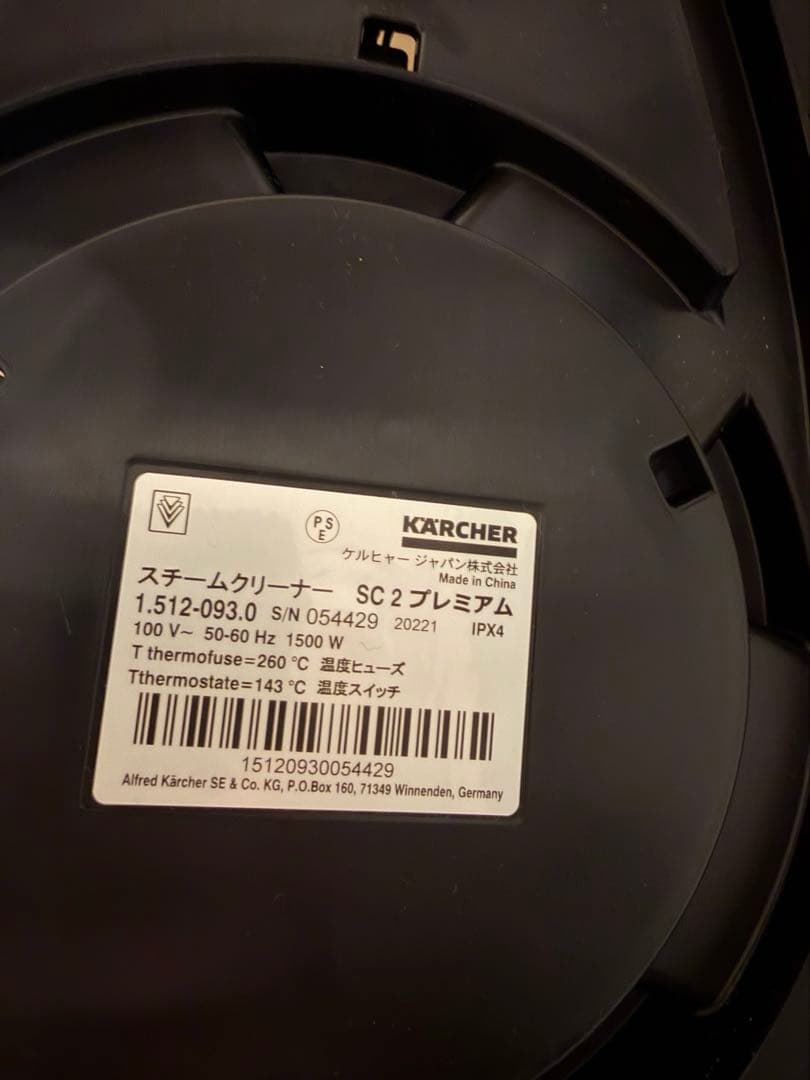 PSE
KÄRCHER
ケルヒャー ジャパン株式会社
Made in China
スチームクリーナー SC 2 プレミアム
1.512-093.0 S/N 054429 20221 IPX4
100 V~ 50-60 Hz 1500 W
T thermofuse=260 °C 温度ヒューズ
Tthermostate=143 °C 温度スイッチ
15120930054429
Alfred Kärcher SE & Co. KG, P.O.Box 160, 71349 Winnenden, Germany